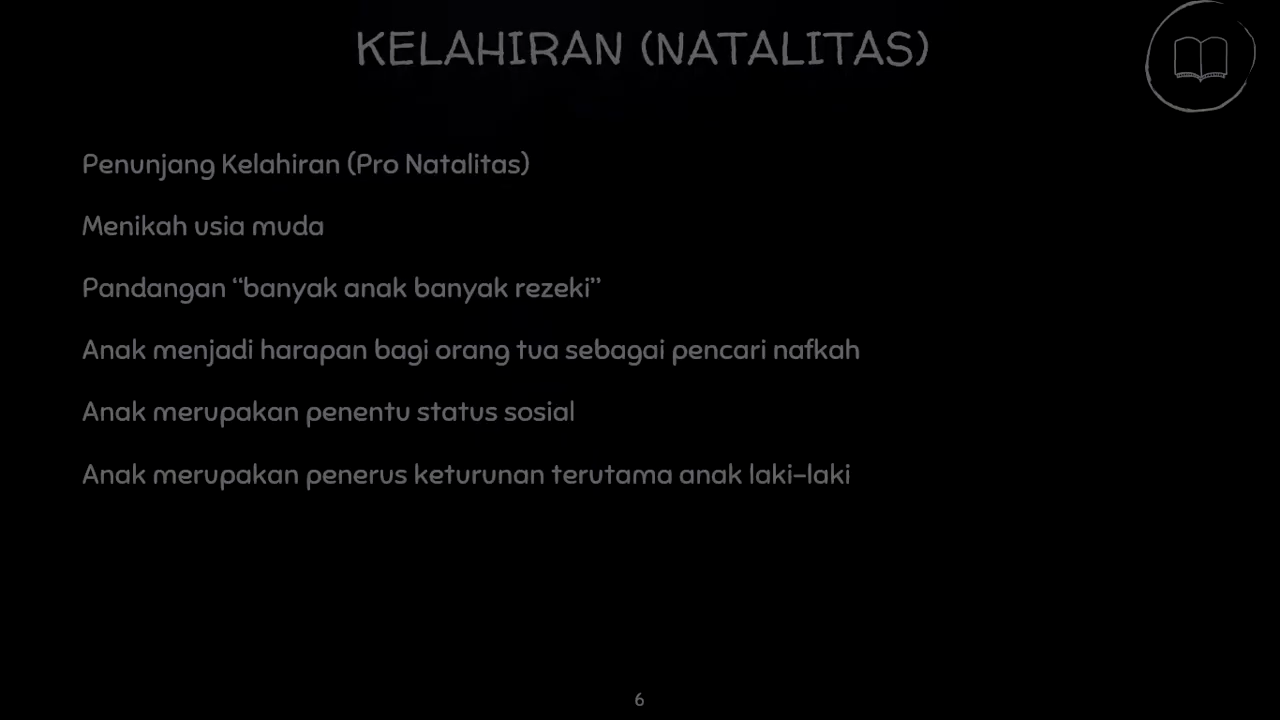 KELAHIRAN (NATALITAS)
Penunjang Kelahiran (Pro Natalitas)
Menikah usia muda
Pandangan “banyak anak banyak rezeki”
Anak menjadi harapan bagi orang tua sebagai pencari nafkah
Anak merupakan penentu status sosial
Anak merupakan penerus keturunan terutama anak laki-laki
6